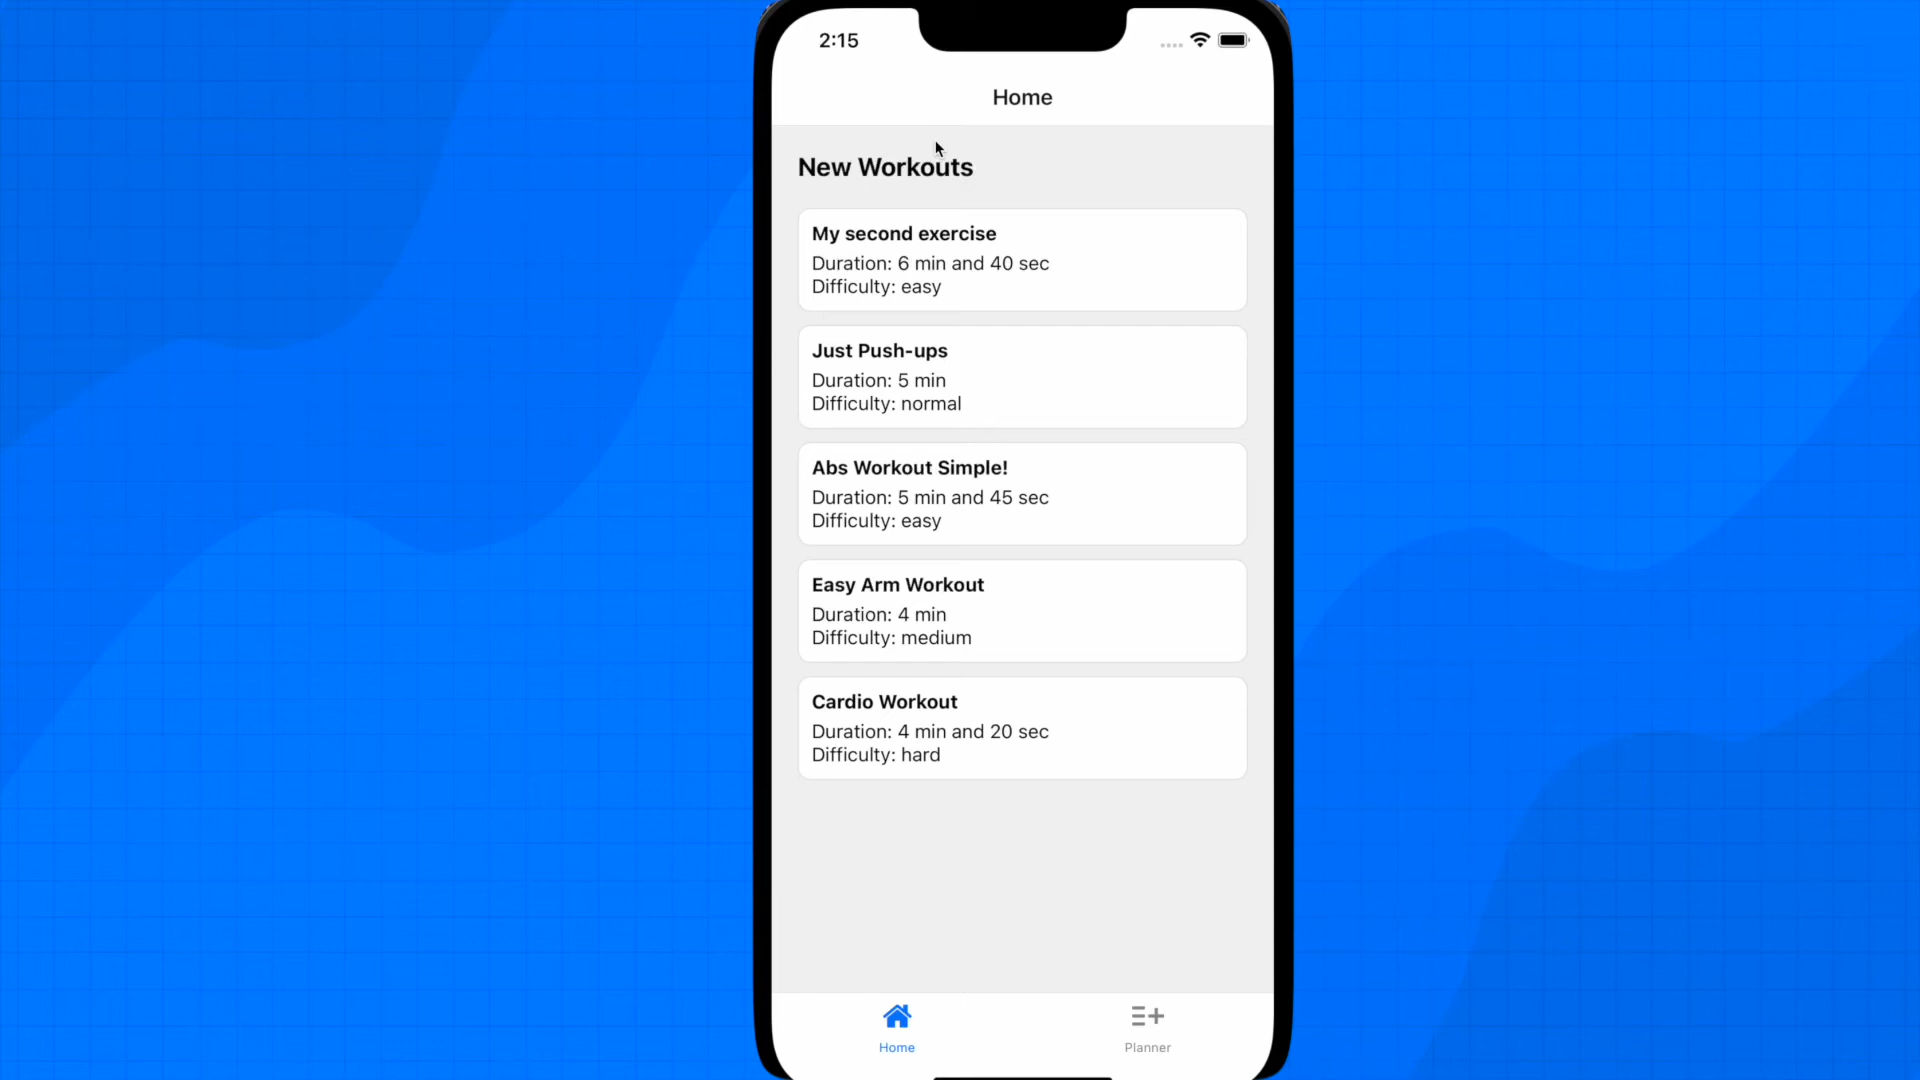 2:15
Home
New Workouts
My second exercise
Duration: 6 min and 40 sec
Difficulty: easy
Just Push-ups
Duration: 5 min
Difficulty: normal
Abs Workout Simple!
Duration: 5 min and 45 sec
Difficulty: easy
Easy Arm Workout
Duration: 4 min
Difficulty: medium
Cardio Workout
Duration: 4 min and 20 sec
Difficulty: hard
Home
Planner